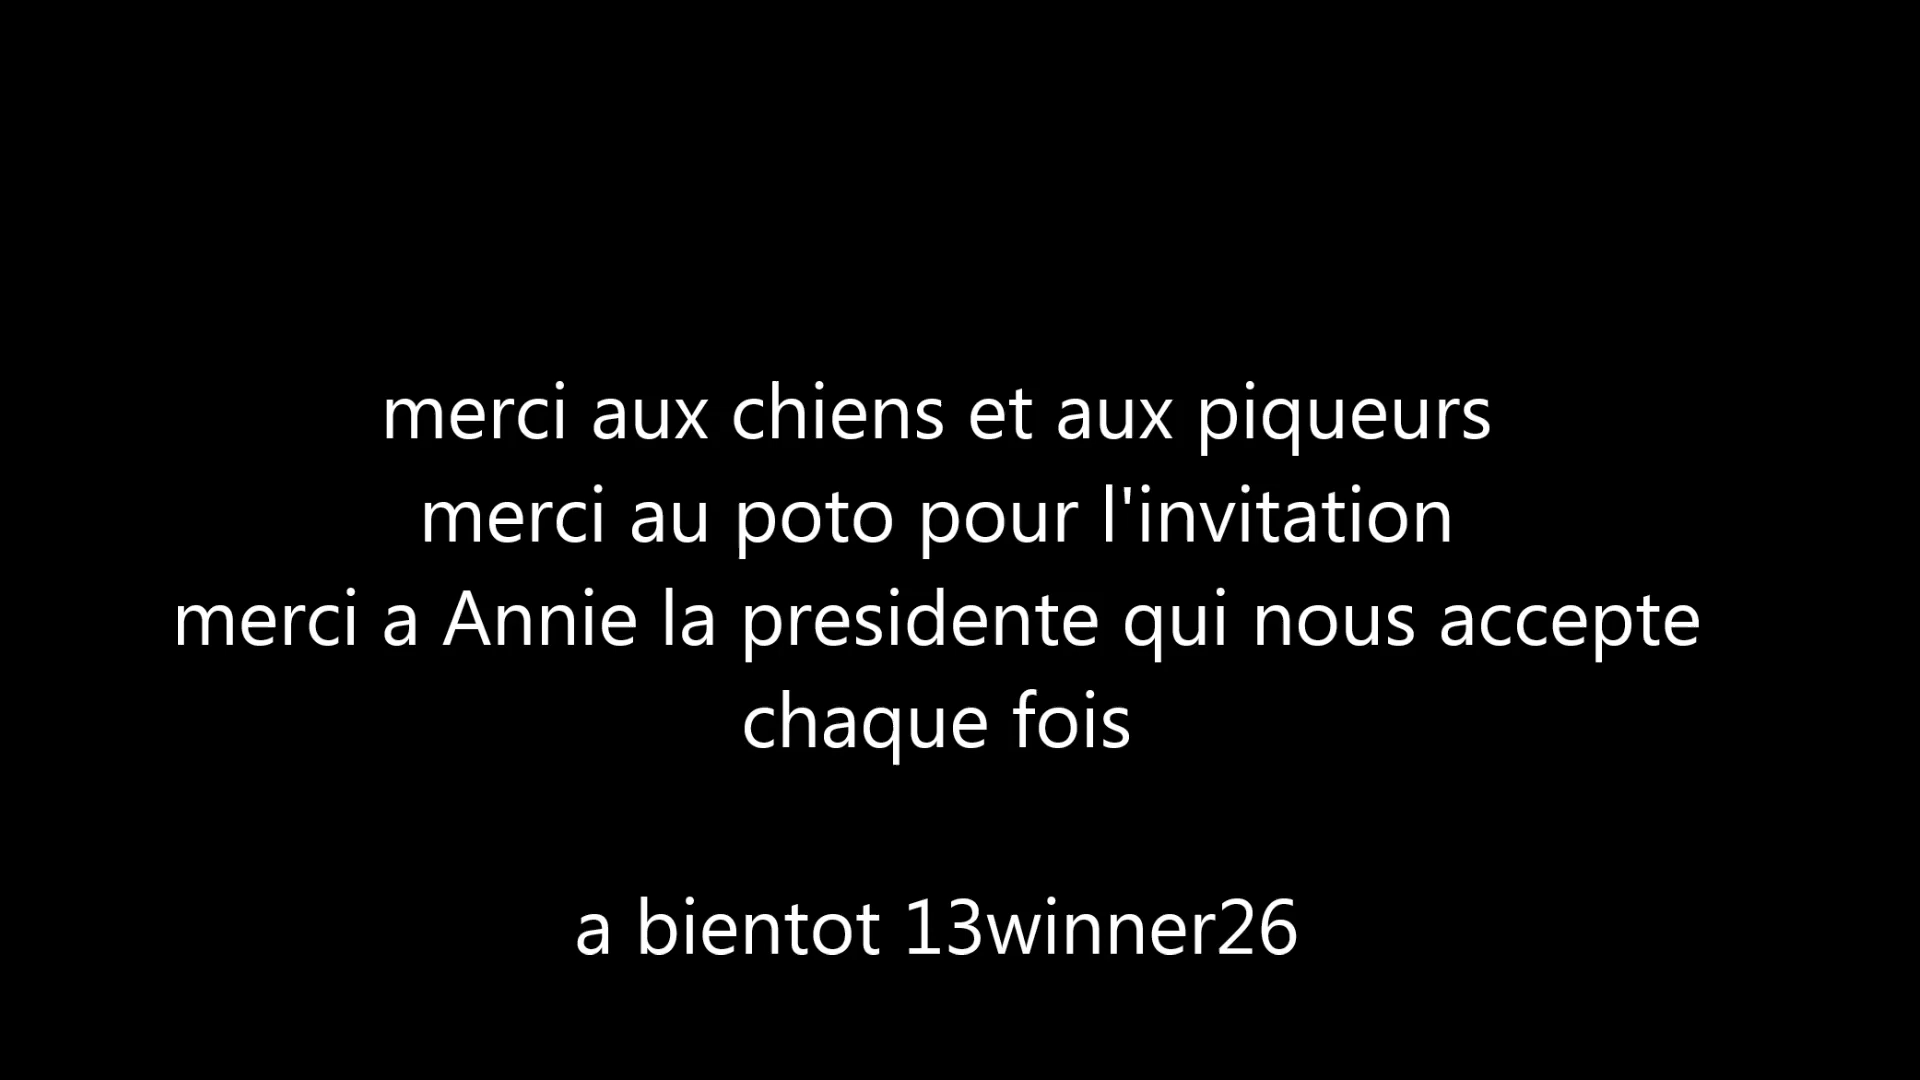 merci aux chiens et aux piqueurs
merci au poto pour l'invitation
merci a Annie la presidente qui nous accepte
chaque fois
a bientot 13winner26